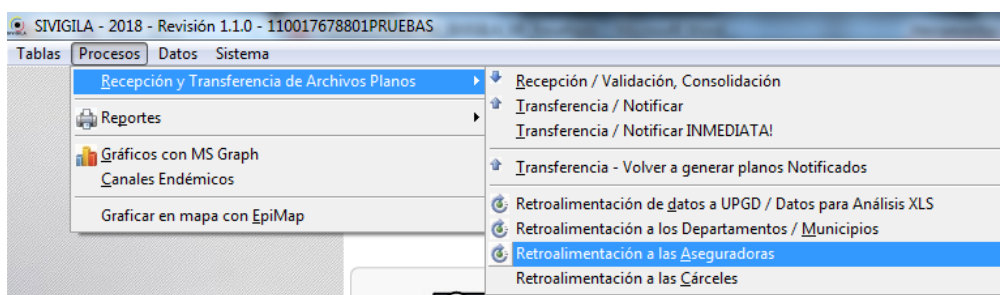 SIVIGILA - 2018 - Revisión 1.1.0 - 110017678801PRUEBAS
Tablas Procesos Datos Sistema
Recepción y Transferencia de Archivos Planos
Reportes
Gráficos con MS Graph
Canales Endémicos
Graficar en mapa con EpiMap
Recepción / Validación, Consolidación
Transferencia / Notificar
Transferencia / Notificar INMEDIATA!
Transferencia - Volver a generar planos Notificados
Retroalimentación de datos a UPGD / Datos para Análisis XLS
Retroalimentación a los Departamentos / Municipios
Retroalimentación a las Aseguradoras
Retroalimentación a las Cárceles